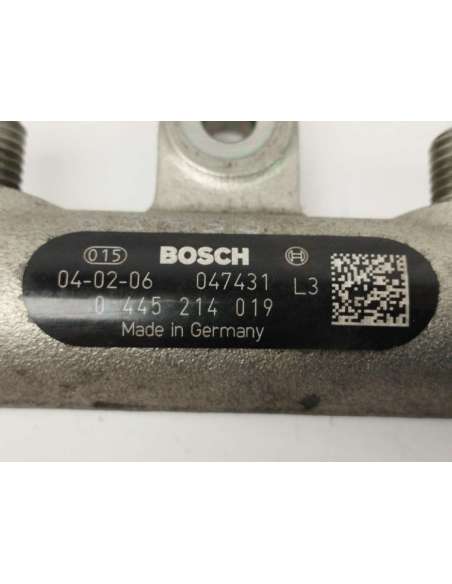 015 BOSCH
04-02-06 047431 L3
0 445 214 019
Made in Germany